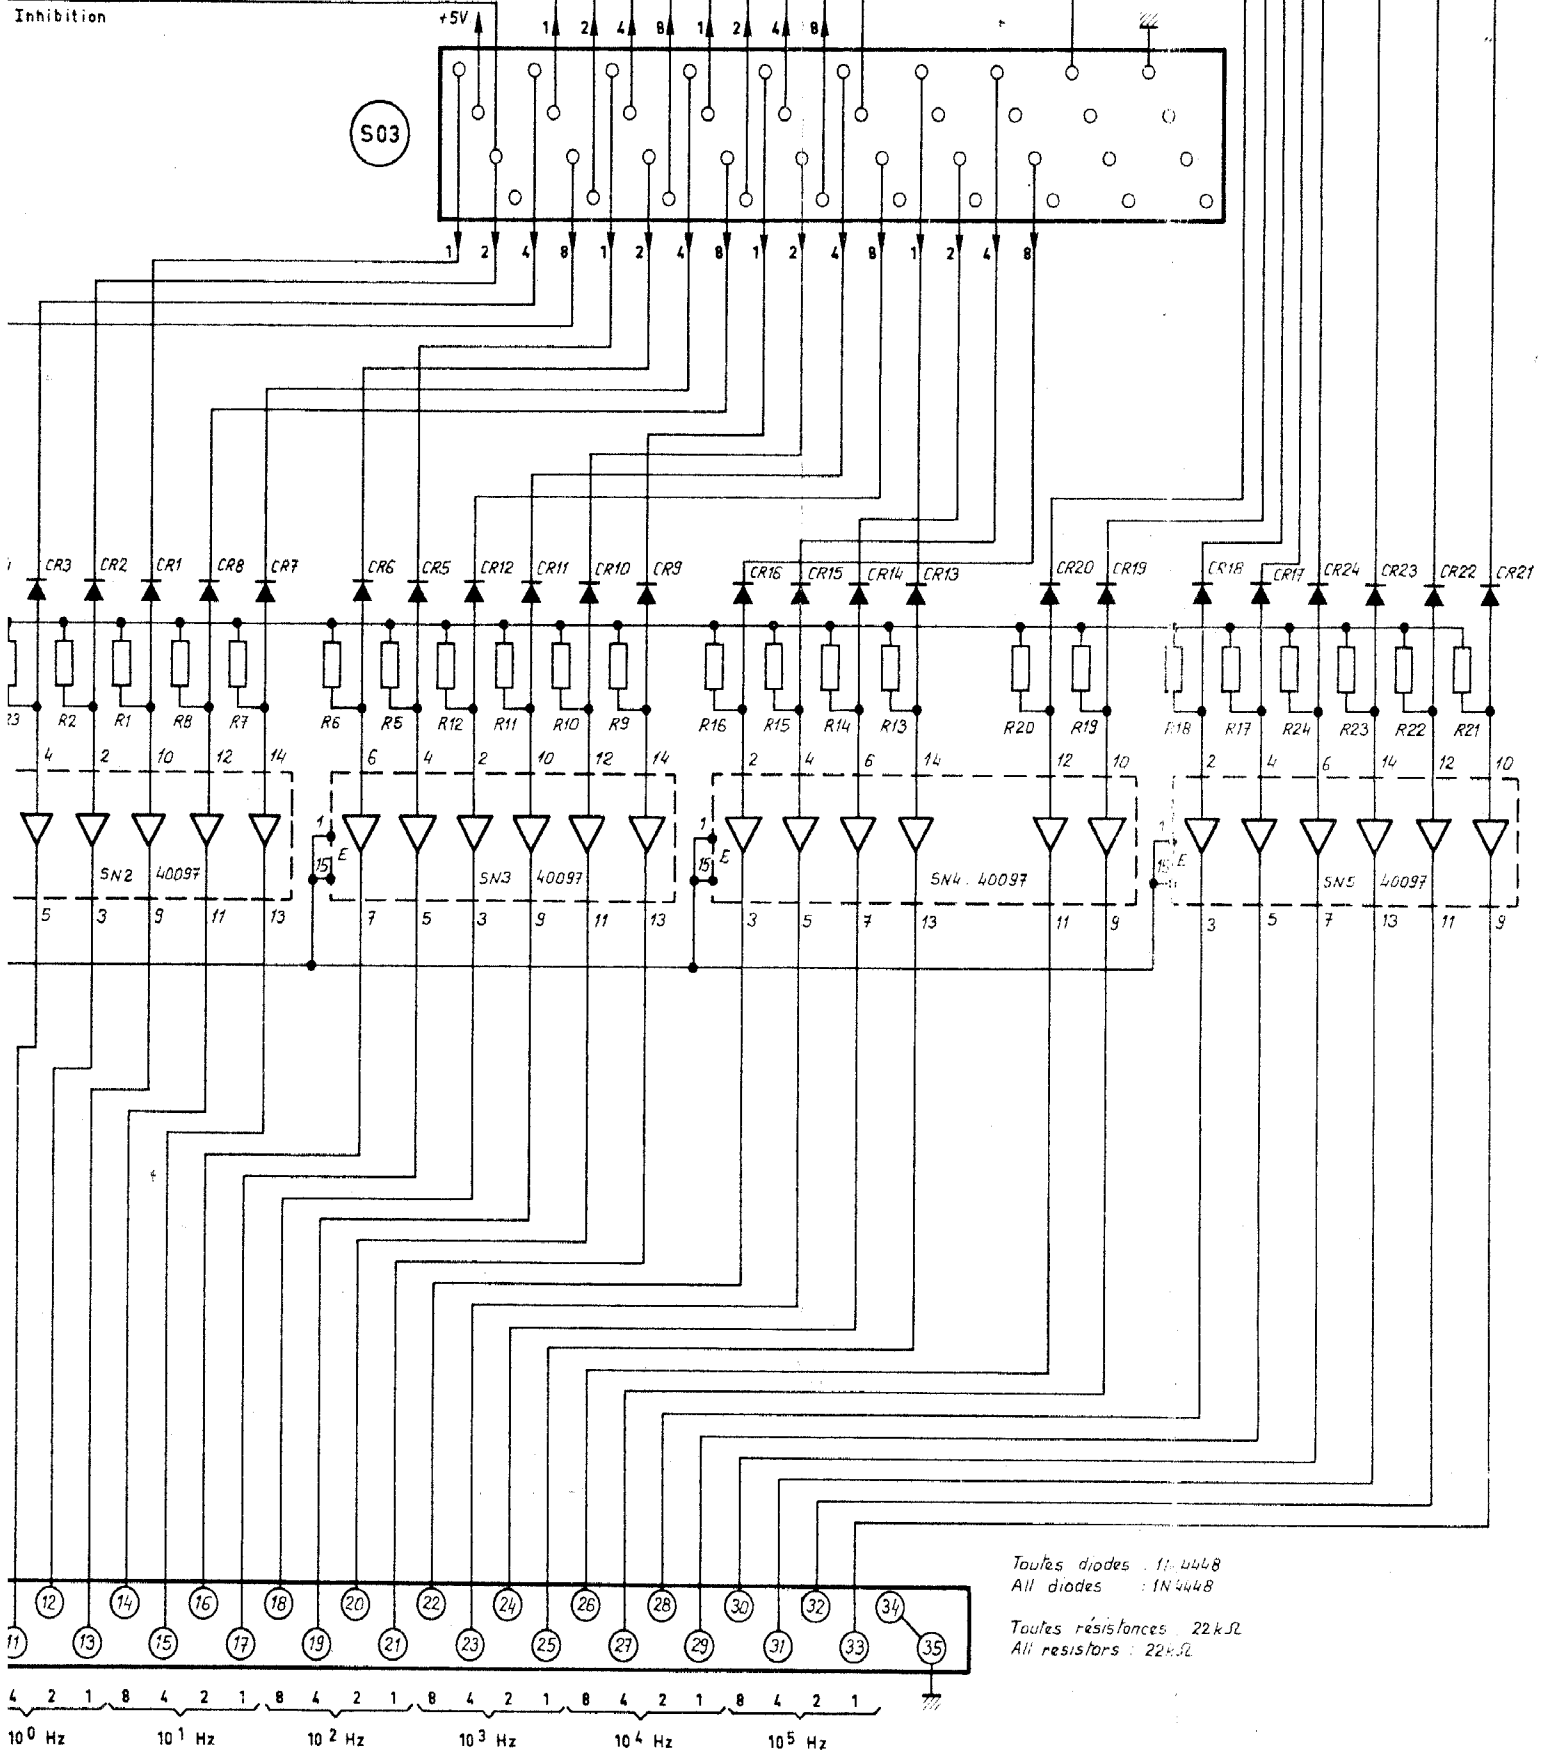 Inhibition
+5V
1 2 4 8 1 2 4 8
S03
1 2 4 8 1 2 4 8 1 2 4 8 1 2 4 8
CR3 CR2 CR1 CR8 CR7 CR6 CR5 CR12 CR11 CR10 CR9 CR16 CR15 CR14 CR13 CR20 CR19 CR18 CR17 CR24 CR23 CR22 CR21
R2 R1 R8 R7 R6 R5 R12 R11 R10 R9 R16 R15 R14 R13 R20 R19 R18 R17 R24 R23 R22 R21
4 2 10 12 14 6 4 2 10 12 14 2 4 6 14 12 10 2 4 6 14 12 10
1 1 1
15 E 15 E 15 E
SN2 40097 SN3 40097 SN4. 40097 SN5 40097
5 3 9 11 13 7 5 3 9 11 13 3 5 7 13 11 9 3 5 7 13 11 9
Toutes diodes : 1N 4448
All diodes : 1N4448
Toutes résistances 22kΩ
All resistors : 22kΩ
12 14 16 18 20 22 24 26 28 30 32 34
11 13 15 17 19 21 23 25 27 29 31 33 35
4 2 1 8 4 2 1 8 4 2 1 8 4 2 1 8 4 2 1 8 4 2 1
10⁰ Hz 10¹ Hz 10² Hz 10³ Hz 10⁴ Hz 10⁵ Hz